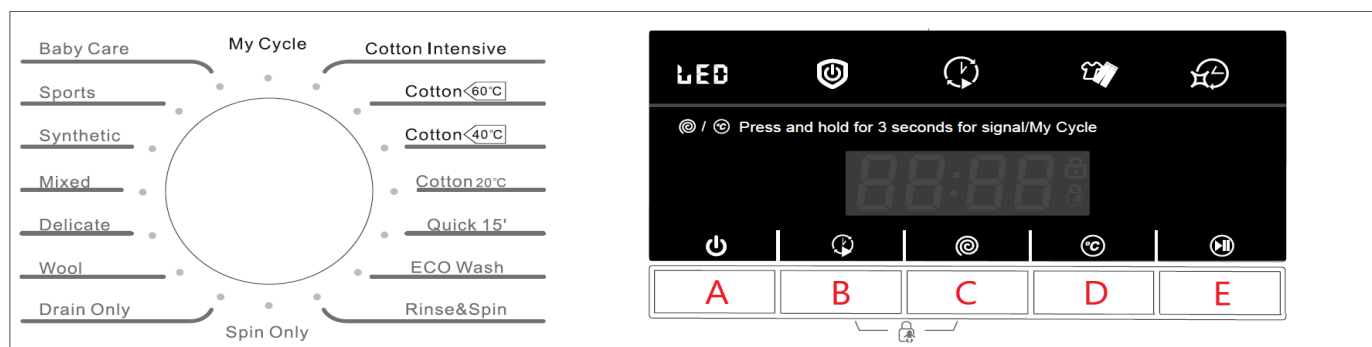 My Cycle
Baby Care
Sports
Synthetic
Mixed
Delicate
Wool
Drain Only
Spin Only
Cotton Intensive
Cotton 60℃
Cotton 40℃
Cotton 20℃
Quick 15'
ECO Wash
Rinse&Spin
LED
/ ℃ Press and hold for 3 seconds for signal/My Cycle
88:88
℃
A B C D E